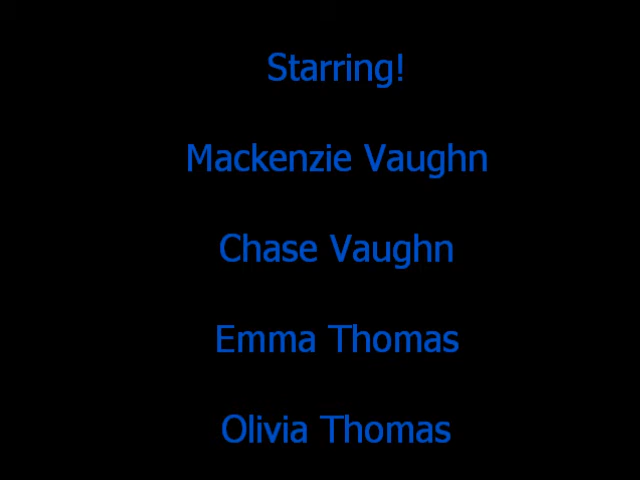 Starring!
Mackenzie Vaughn
Chase Vaughn
Emma Thomas
Olivia Thomas